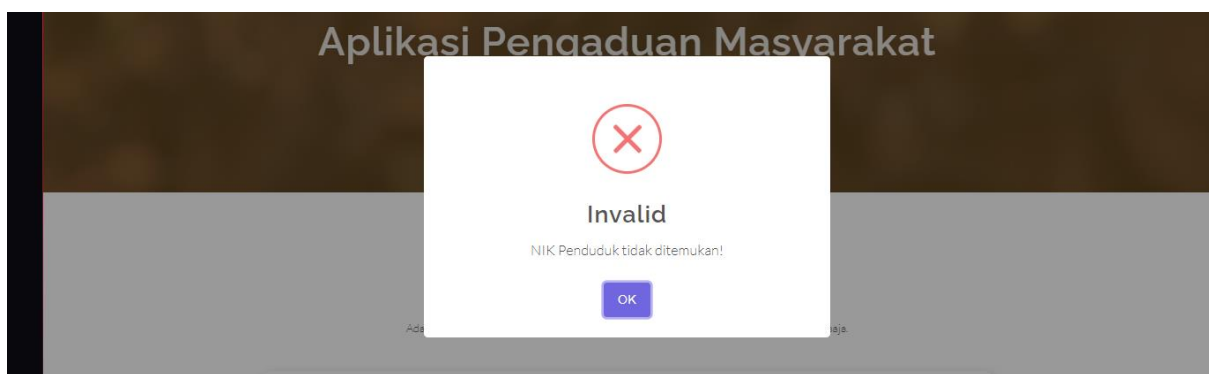 Aplikasi Pengaduan Masyarakat
Invalid
NIK Penduduk tidak ditemukan!
OK